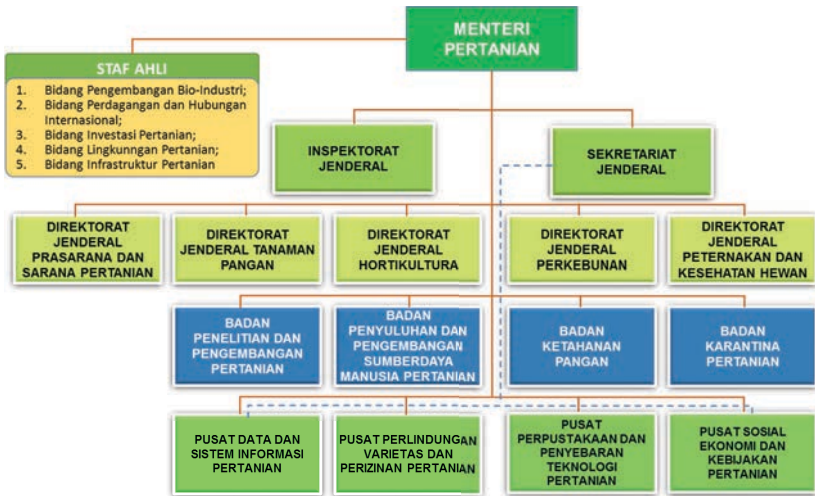 MENTERI
PERTANIAN
STAF AHLI
1. Bidang Pengembangan Bio-Industri;
2. Bidang Perdagangan dan Hubungan
Internasional;
3. Bidang Investasi Pertanian;
4. Bidang Lingkunngan Pertanian;
5. Bidang Infrastruktur Pertanian
INSPEKTORAT
JENDERAL
SEKRETARIAT
JENDERAL
DIREKTORAT
JENDERAL
PRASARANA DAN
SARANA PERTANIAN
DIREKTORAT
JENDERAL TANAMAN
PANGAN
DIREKTORAT
JENDERAL
HORTIKULTURA
DIREKTORAT
JENDERAL
PERKEBUNAN
DIREKTORAT
JENDERAL
PETERNAKAN DAN
KESEHATAN HEWAN
BADAN
PENELITIAN DAN
PENGEMBANGAN
PERTANIAN
BADAN
PENYULUHAN DAN
PENGEMBANGAN
SUMBERDAYA
MANUSIA PERTANIAN
BADAN
KETAHANAN
PANGAN
BADAN
KARANTINA
PERTANIAN
PUSAT DATA DAN
SISTEM INFORMASI
PERTANIAN
PUSAT PERLINDUNGAN
VARIETAS DAN
PERIZINAN PERTANIAN
PUSAT
PERPUSTAKAAN DAN
PENYEBARAN
TEKNOLOGI
PERTANIAN
PUSAT SOSIAL
EKONOMI DAN
KEBIJAKAN
PERTANIAN